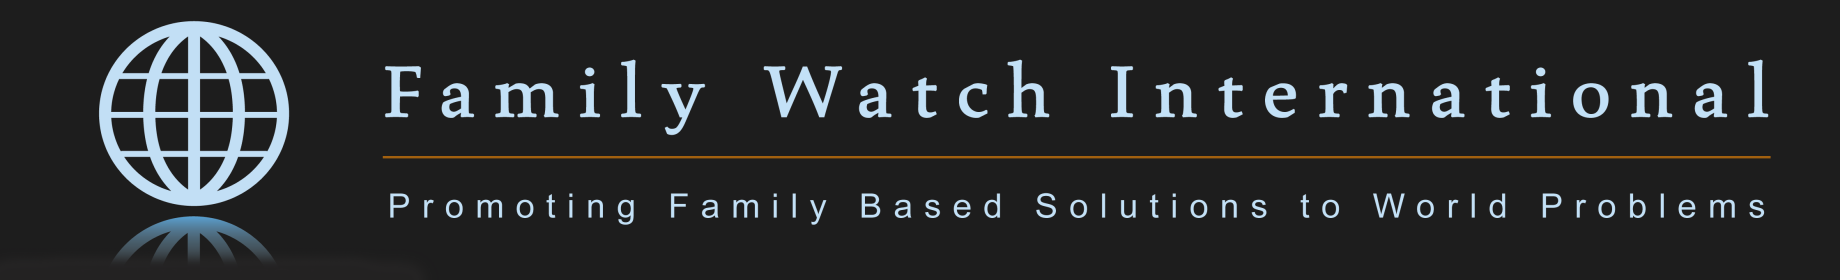 Family Watch International
Promoting Family Based Solutions to World Problems